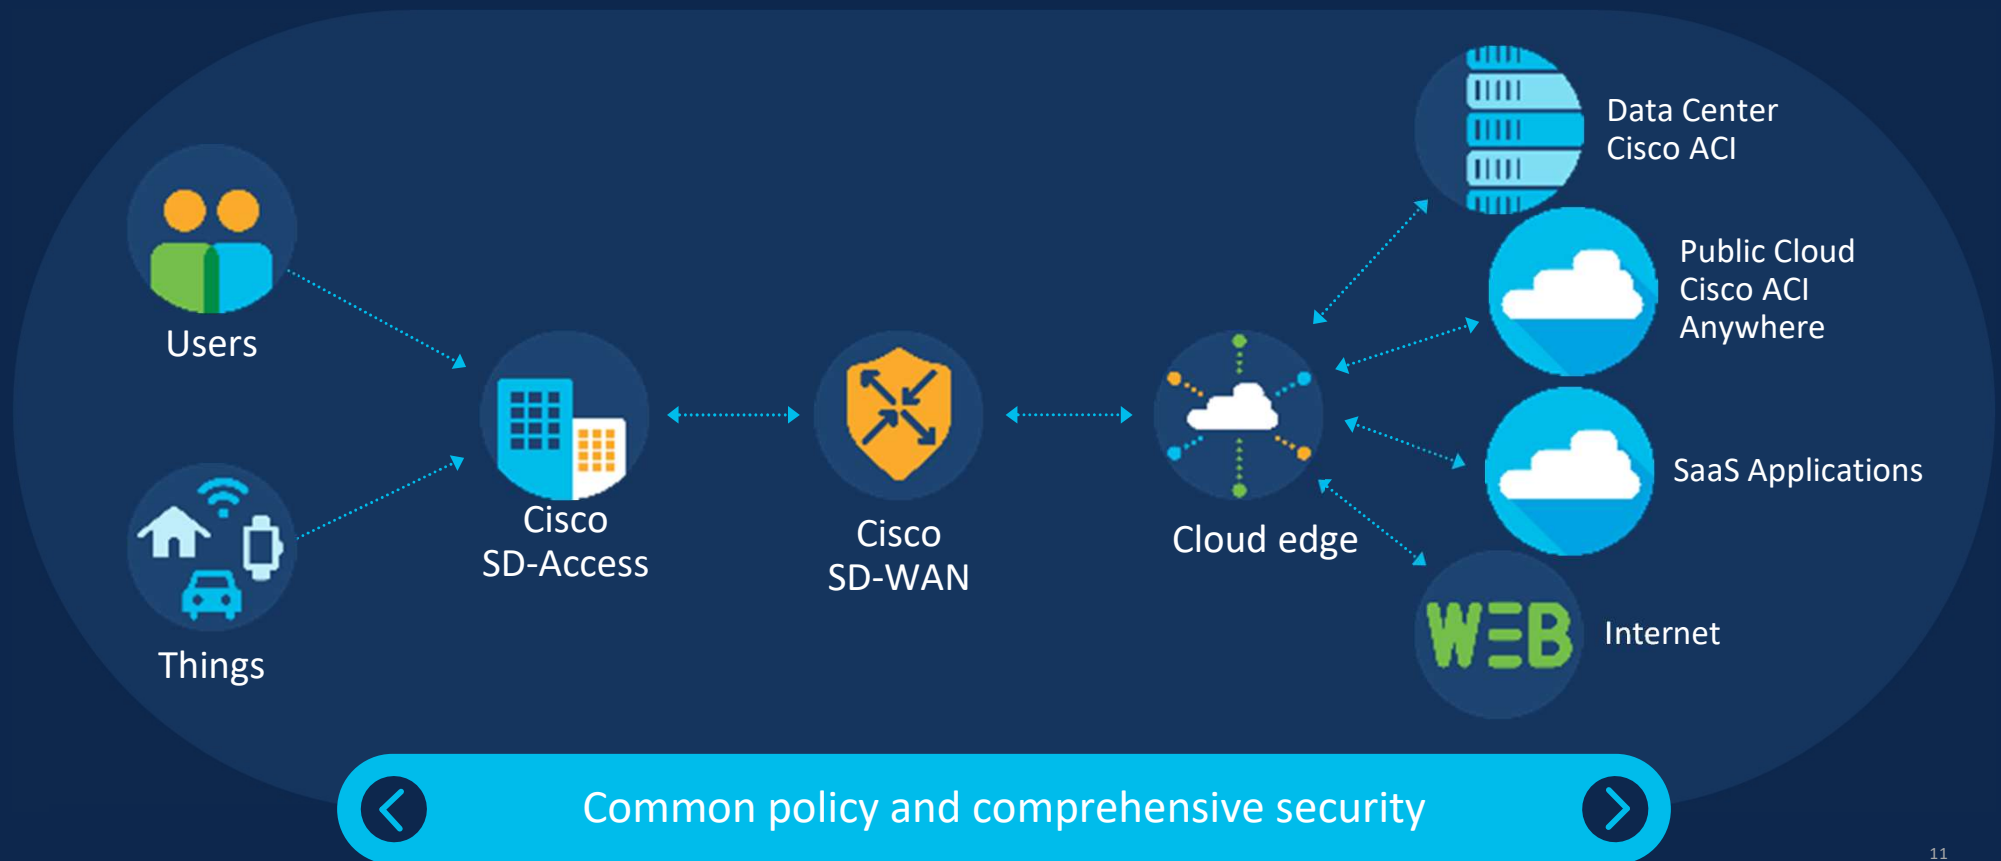 Users
Things
Cisco
SD-Access
Cisco
SD-WAN
Cloud edge
Data Center
Cisco ACI
Public Cloud
Cisco ACI
Anywhere
SaaS Applications
WEB
Internet
Common policy and comprehensive security
11